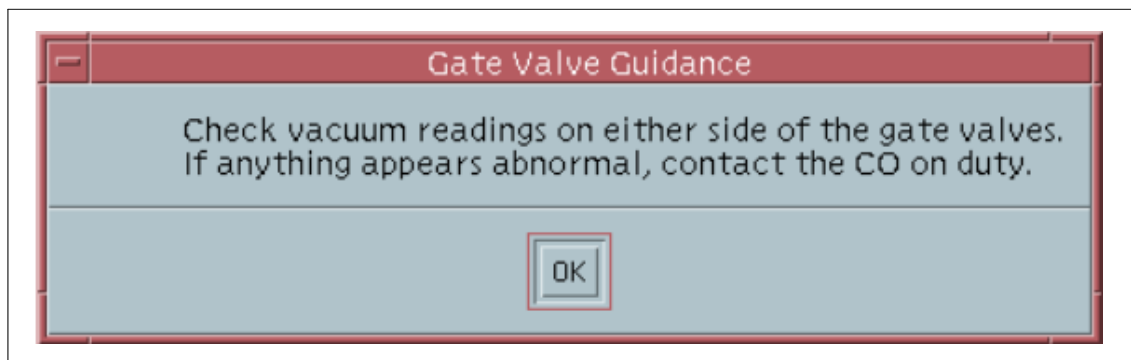 Gate Valve Guidance
Check vacuum readings on either side of the gate valves.
If anything appears abnormal, contact the CO on duty.
OK